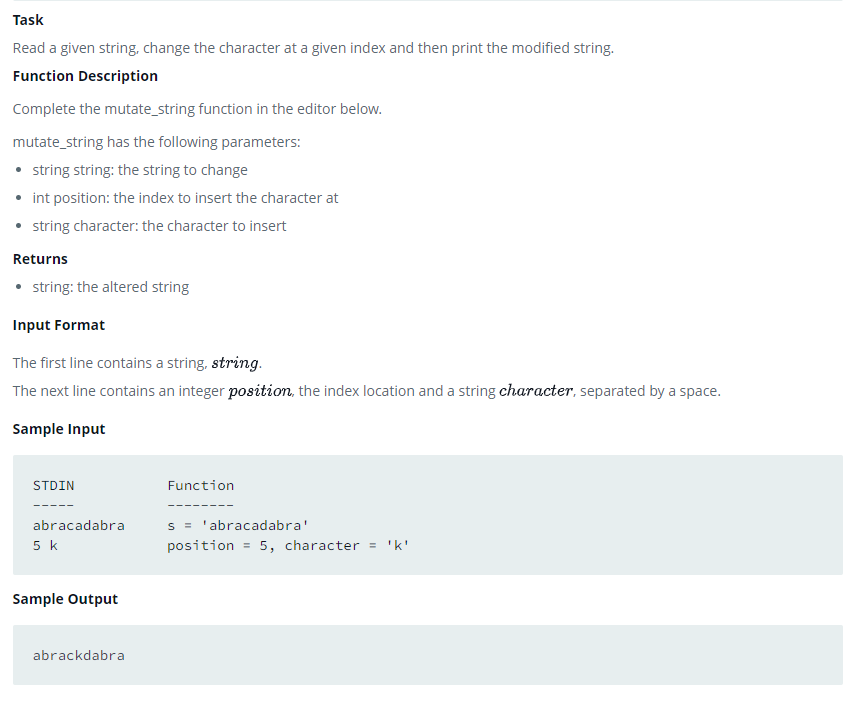 Task
Read a given string, change the character at a given index and then print the modified string.
Function Description
Complete the mutate_string function in the editor below.
mutate_string has the following parameters:
• string string: the string to change
• int position: the index to insert the character at
• string character: the character to insert
Returns
• string: the altered string
Input Format
The first line contains a string, string.
The next line contains an integer position, the index location and a string character, separated by a space.
Sample Input
STDIN Function
----- --------
abracadabra s = 'abracadabra'
5 k position = 5, character = 'k'
Sample Output
abrackdabra